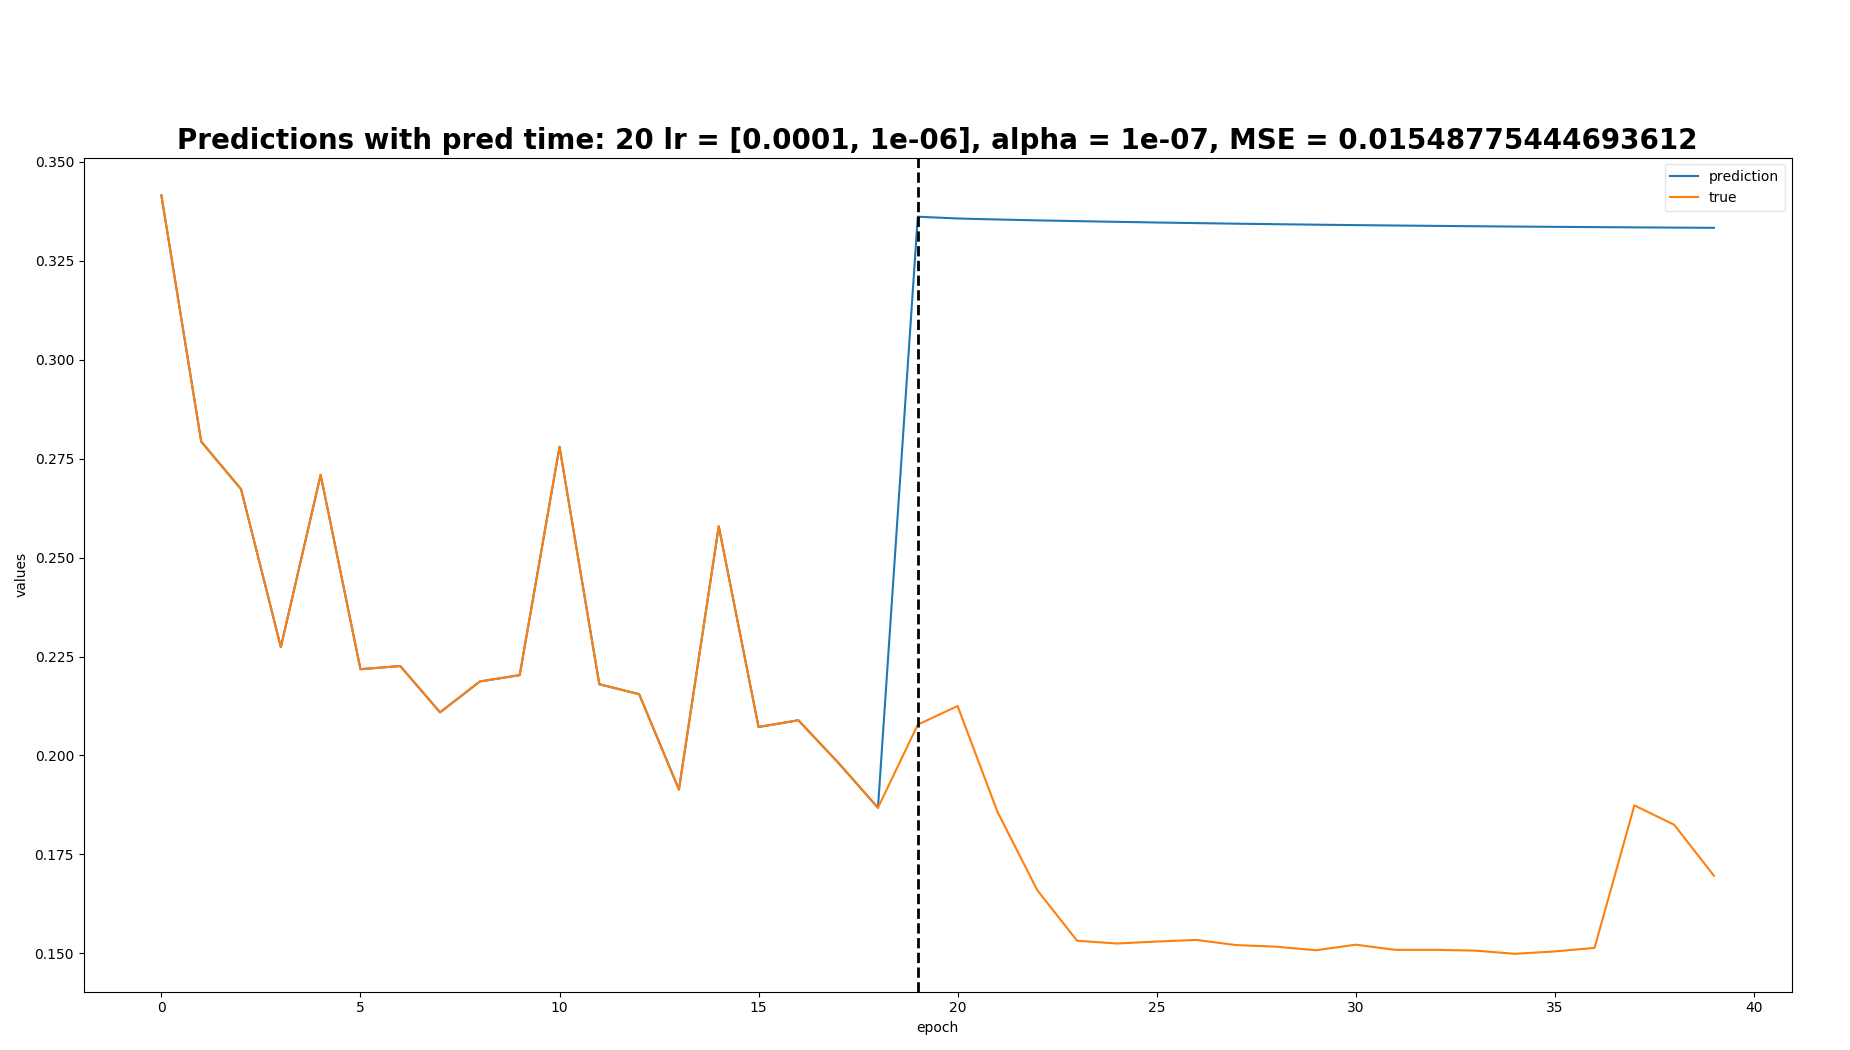 Predictions with pred time: 20 lr = [0.0001, 1e-06], alpha = 1e-07, MSE = 0.01548775444693612
prediction
true
0.350
0.325
0.300
0.275
0.250
0.225
0.200
0.175
0.150
values
0 5 10 15 20 25 30 35 40
epoch